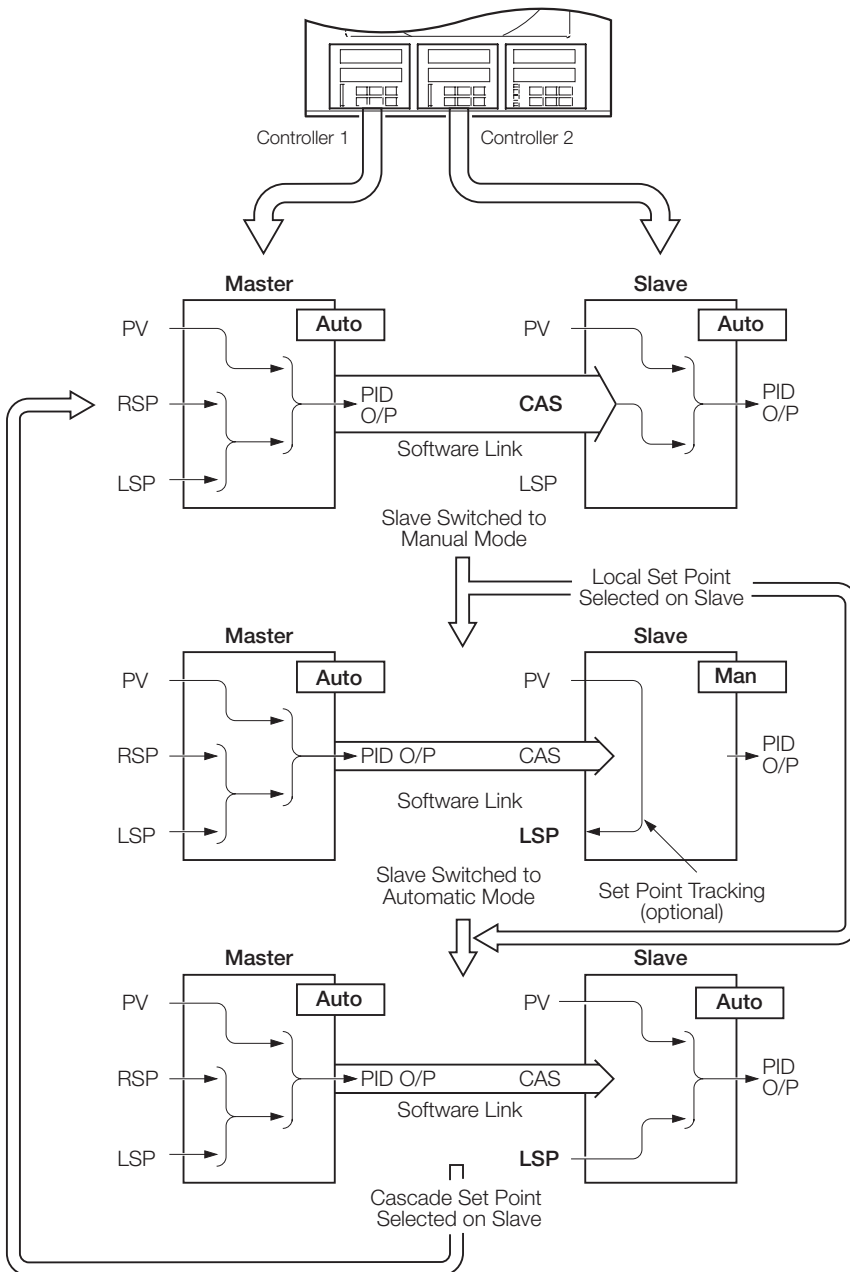 Controller 1
Controller 2
Master
Slave
PV
Auto
PV
Auto
RSP
PID
O/P
CAS
PID
O/P
Software Link
LSP
LSP
Slave Switched to
Manual Mode
Local Set Point
Selected on Slave
Master
Slave
PV
Auto
PV
Man
RSP
PID O/P
CAS
PID
O/P
Software Link
LSP
LSP
Slave Switched to
Automatic Mode
Set Point Tracking
(optional)
Master
Slave
PV
Auto
PV
Auto
RSP
PID O/P
CAS
PID
O/P
Software Link
LSP
LSP
Cascade Set Point
Selected on Slave